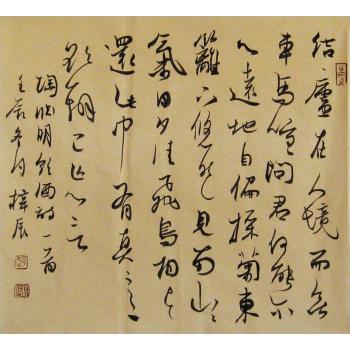 结廬在人境而無
車馬喧問君何能尔
心遠地自偏採菊東
籬下悠然見南山山
氣日夕佳飛鳥相與
還此中有真意
欲辨已忘言
陶淵明飲酒詩一首
壬辰冬月